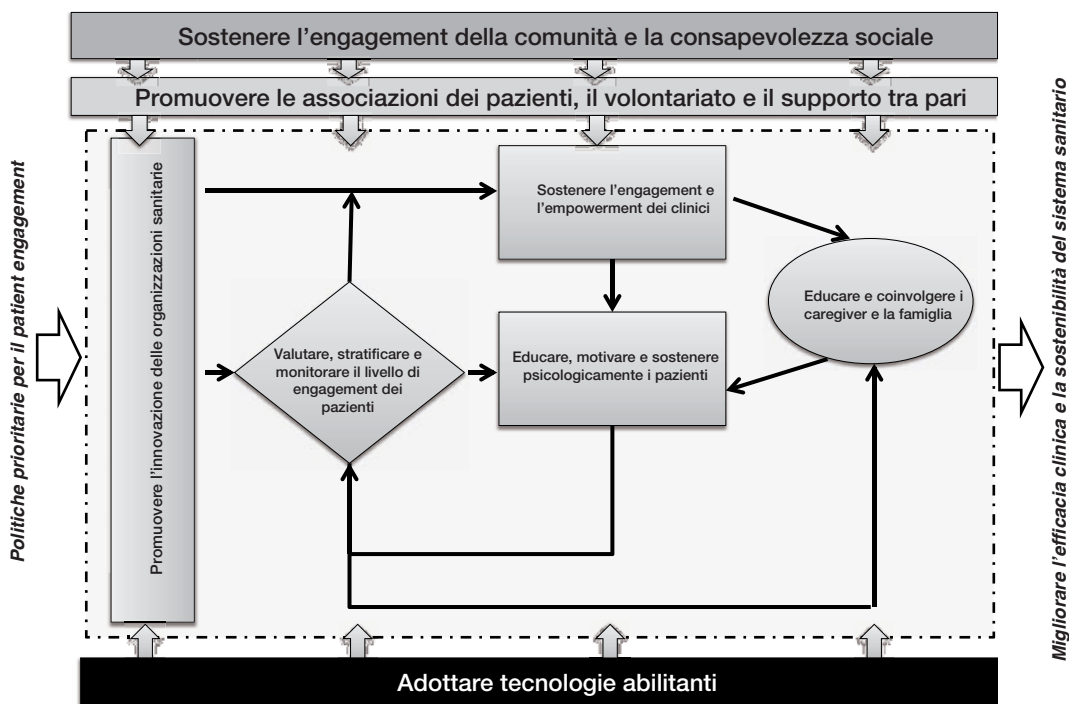 Sostenere l'engagement della comunità e la consapevolezza sociale
Promuovere le associazioni dei pazienti, il volontariato e il supporto tra pari
Politiche prioritarie per il patient engagement
Promuovere l'innovazione delle organizzazioni sanitarie
Sostenere l'engagement e
l'empowerment dei clinici
Valutare, stratificare e
monitorare il livello di
engagement dei
pazienti
Educare, motivare e sostenere
psicologicamente i pazienti
Educare e coinvolgere i
caregiver e la famiglia
Migliorare l'efficacia clinica e la sostenibilità del sistema sanitario
Adottare tecnologie abilitanti